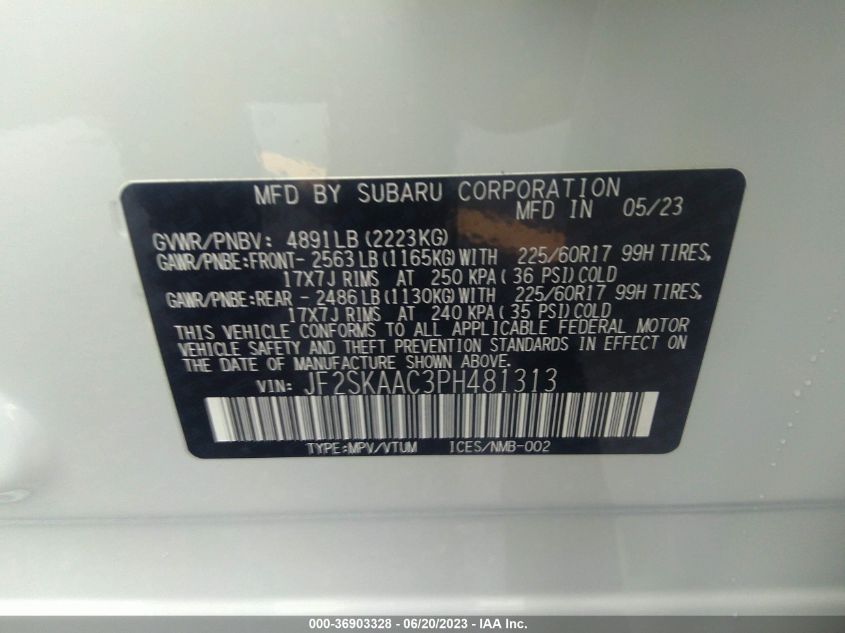 MFD BY SUBARU CORPORATION
MFD IN 05/23
GVWR/PNBV: 4891LB(2223KG)
GAWR/PNBE:FRONT- 2563LB(1165KG)WITH 225/60R17 99H TIRES,
17X7J RIMS AT 250 KPA( 36 PSI)COLD
GAWR/PNBE:REAR - 2486LB(1130KG)WITH 225/60R17 99H TIRES,
17X7J RIMS AT 240 KPA( 35 PSI)COLD
THIS VEHICLE CONFORMS TO ALL APPLICABLE FEDERAL MOTOR
VEHICLE SAFETY AND THEFT PREVENTION STANDARDS IN EFFECT ON
THE DATE OF MANUFACTURE SHOWN ABOVE.
VIN: JF2SKAAC3PH481313
TYPE:MPV/VTUM ICES/NMB-002
000-36903328 - 06/20/2023 - IAA Inc.